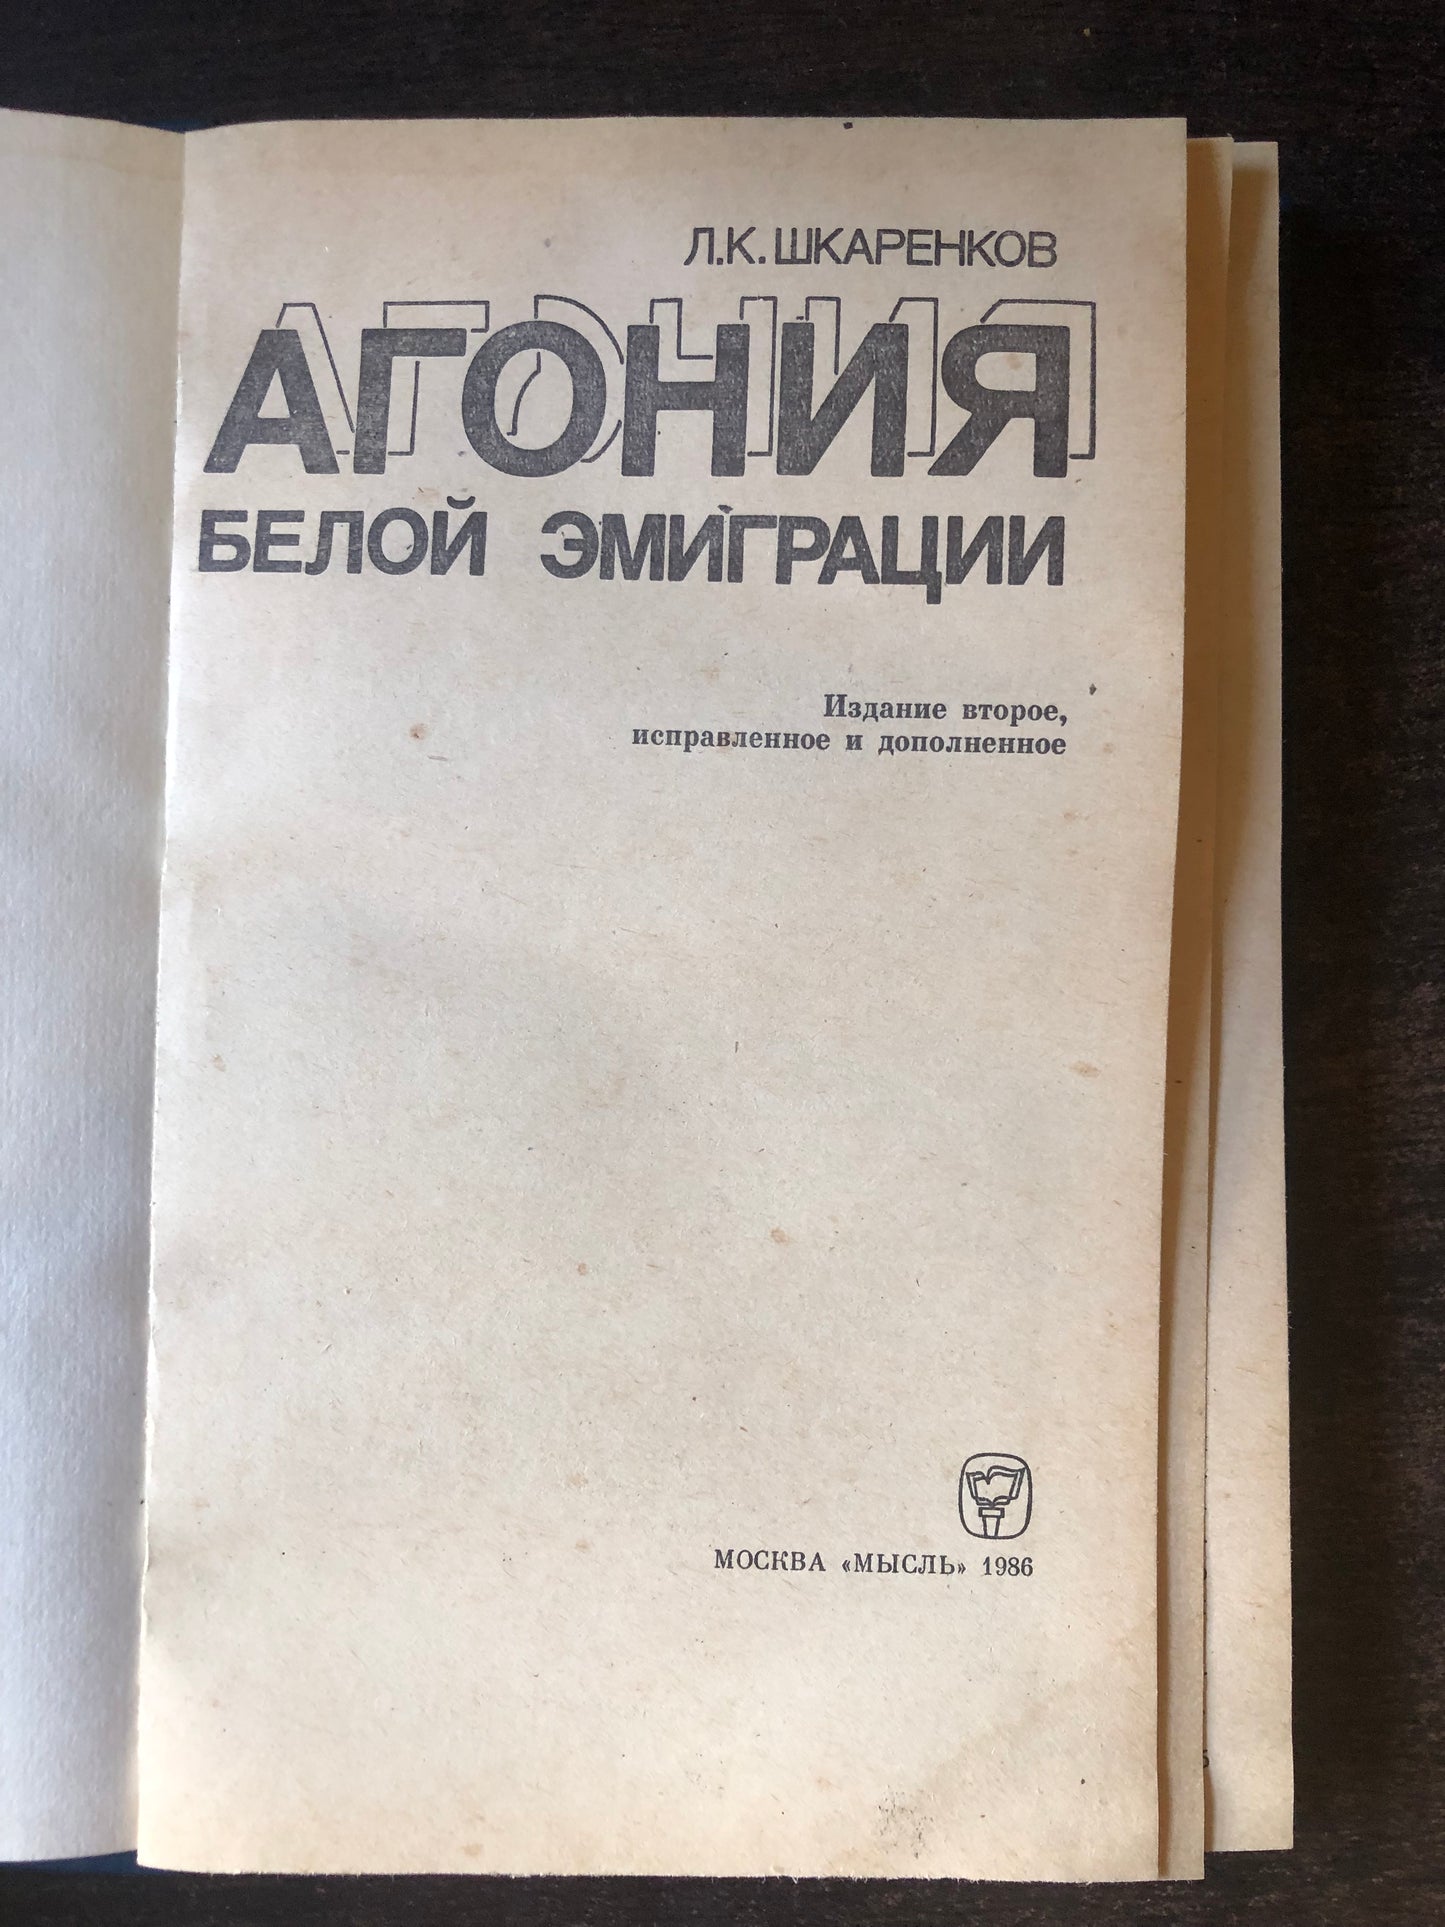 Л.К. ШКАРЕНКОВ
АГОНИЯ
БЕЛОЙ ЭМИГРАЦИИ
Издание второе,
исправленное и дополненное
МОСКВА «МЫСЛЬ» 1986